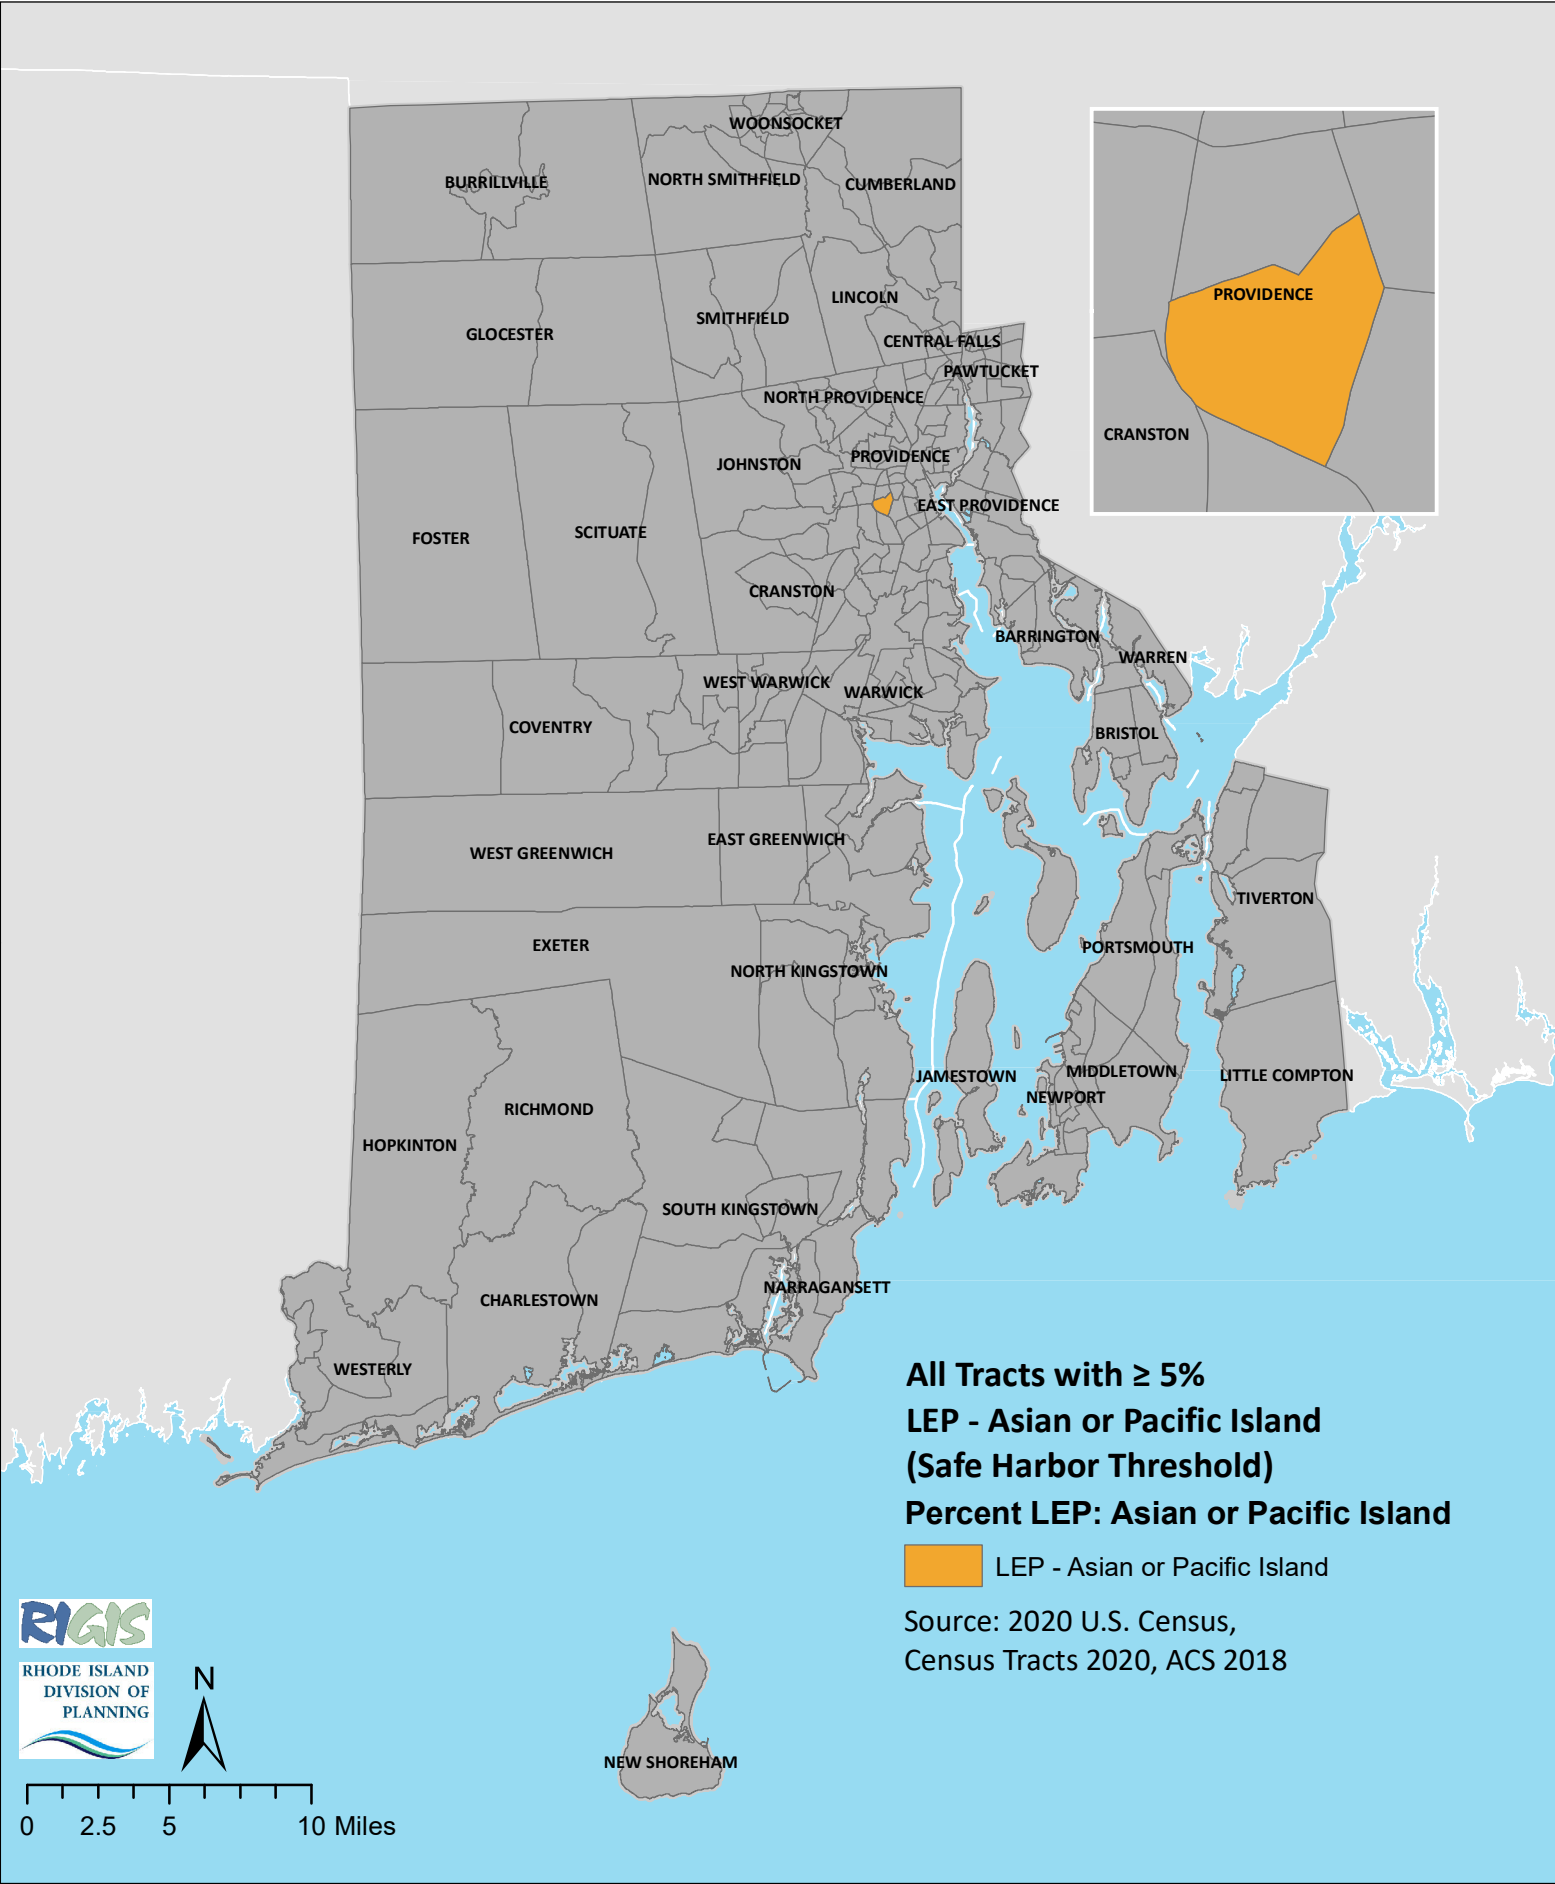 WOONSOCKET
BURRILLVILLE
NORTH SMITHFIELD
CUMBERLAND
LINCOLN
SMITHFIELD
GLOCESTER
CENTRAL FALLS
PAWTUCKET
NORTH PROVIDENCE
PROVIDENCE
JOHNSTON
EAST PROVIDENCE
SCITUATE
FOSTER
CRANSTON
BARRINGTON
WARREN
WEST WARWICK
WARWICK
COVENTRY
BRISTOL
EAST GREENWICH
WEST GREENWICH
TIVERTON
EXETER
PORTSMOUTH
NORTH KINGSTOWN
JAMESTOWN
MIDDLETOWN
LITTLE COMPTON
NEWPORT
RICHMOND
HOPKINTON
SOUTH KINGSTOWN
NARRAGANSETT
CHARLESTOWN
WESTERLY
NEW SHOREHAM
PROVIDENCE
CRANSTON
All Tracts with ≥ 5%
LEP - Asian or Pacific Island
(Safe Harbor Threshold)
Percent LEP: Asian or Pacific Island
LEP - Asian or Pacific Island
Source: 2020 U.S. Census,
Census Tracts 2020, ACS 2018
RIGIS
RHODE ISLAND
DIVISION OF
PLANNING
N
0 2.5 5 10 Miles